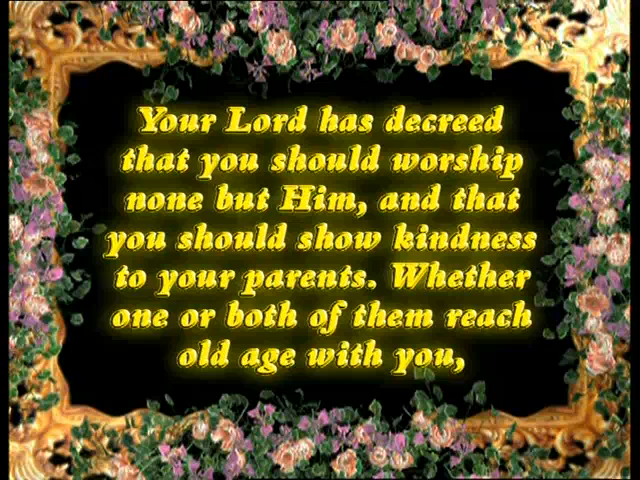 Your Lord has decreed
that you should worship
none but Him, and that
you should show kindness
to your parents. Whether
one or both of them reach
old age with you,